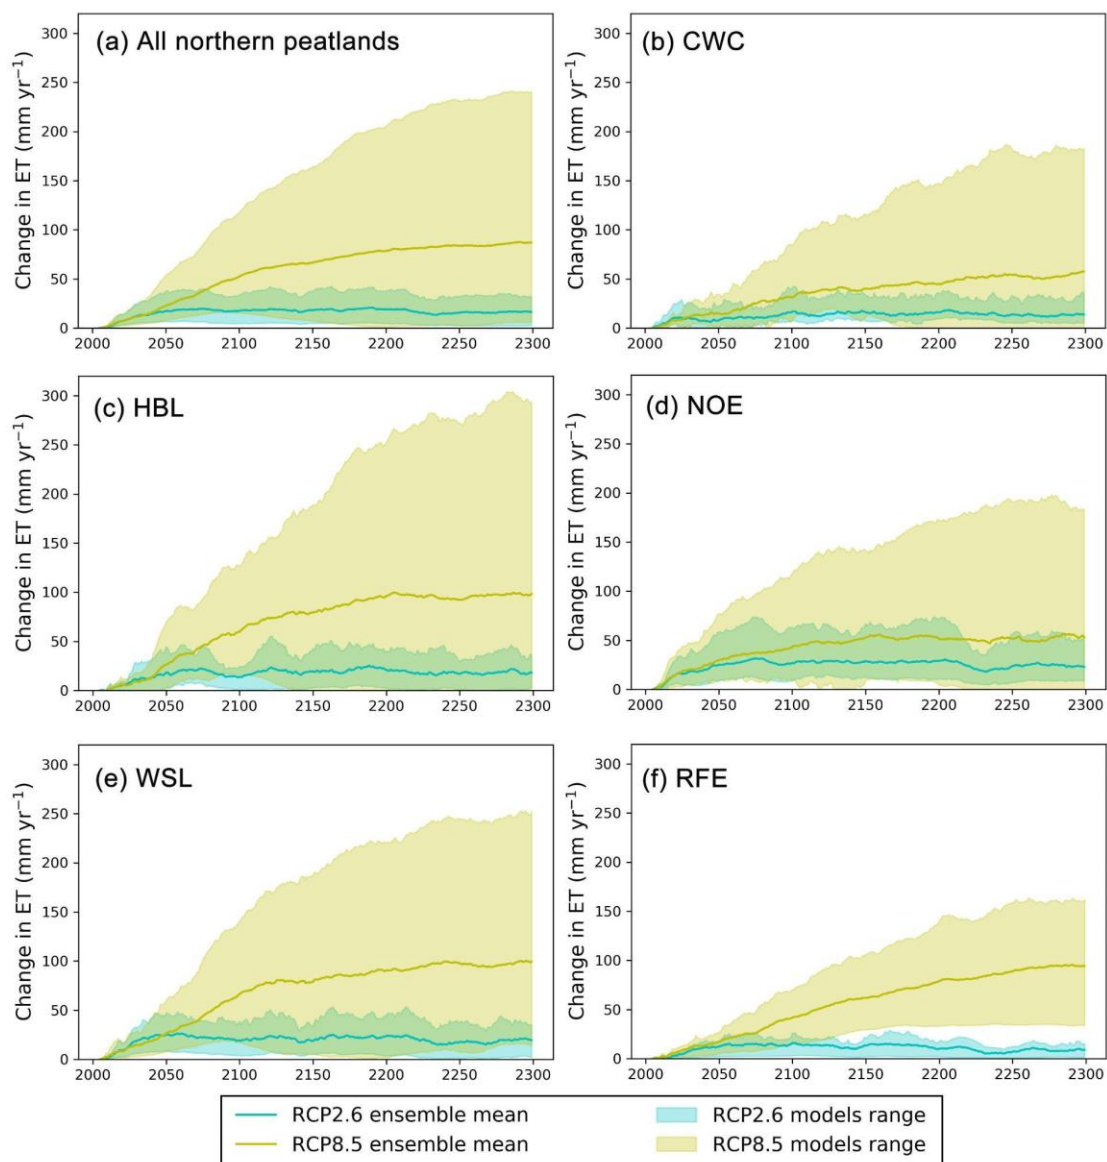 (a) All northern peatlands
Change in ET (mm yr⁻¹)
300
250
200
150
100
50
0
2000 2050 2100 2150 2200 2250 2300
(b) CWC
Change in ET (mm yr⁻¹)
300
250
200
150
100
50
0
2000 2050 2100 2150 2200 2250 2300
(c) HBL
Change in ET (mm yr⁻¹)
300
250
200
150
100
50
0
2000 2050 2100 2150 2200 2250 2300
(d) NOE
Change in ET (mm yr⁻¹)
300
250
200
150
100
50
0
2000 2050 2100 2150 2200 2250 2300
(e) WSL
Change in ET (mm yr⁻¹)
300
250
200
150
100
50
0
2000 2050 2100 2150 2200 2250 2300
(f) RFE
Change in ET (mm yr⁻¹)
300
250
200
150
100
50
0
2000 2050 2100 2150 2200 2250 2300
RCP2.6 ensemble mean
RCP8.5 ensemble mean
RCP2.6 models range
RCP8.5 models range